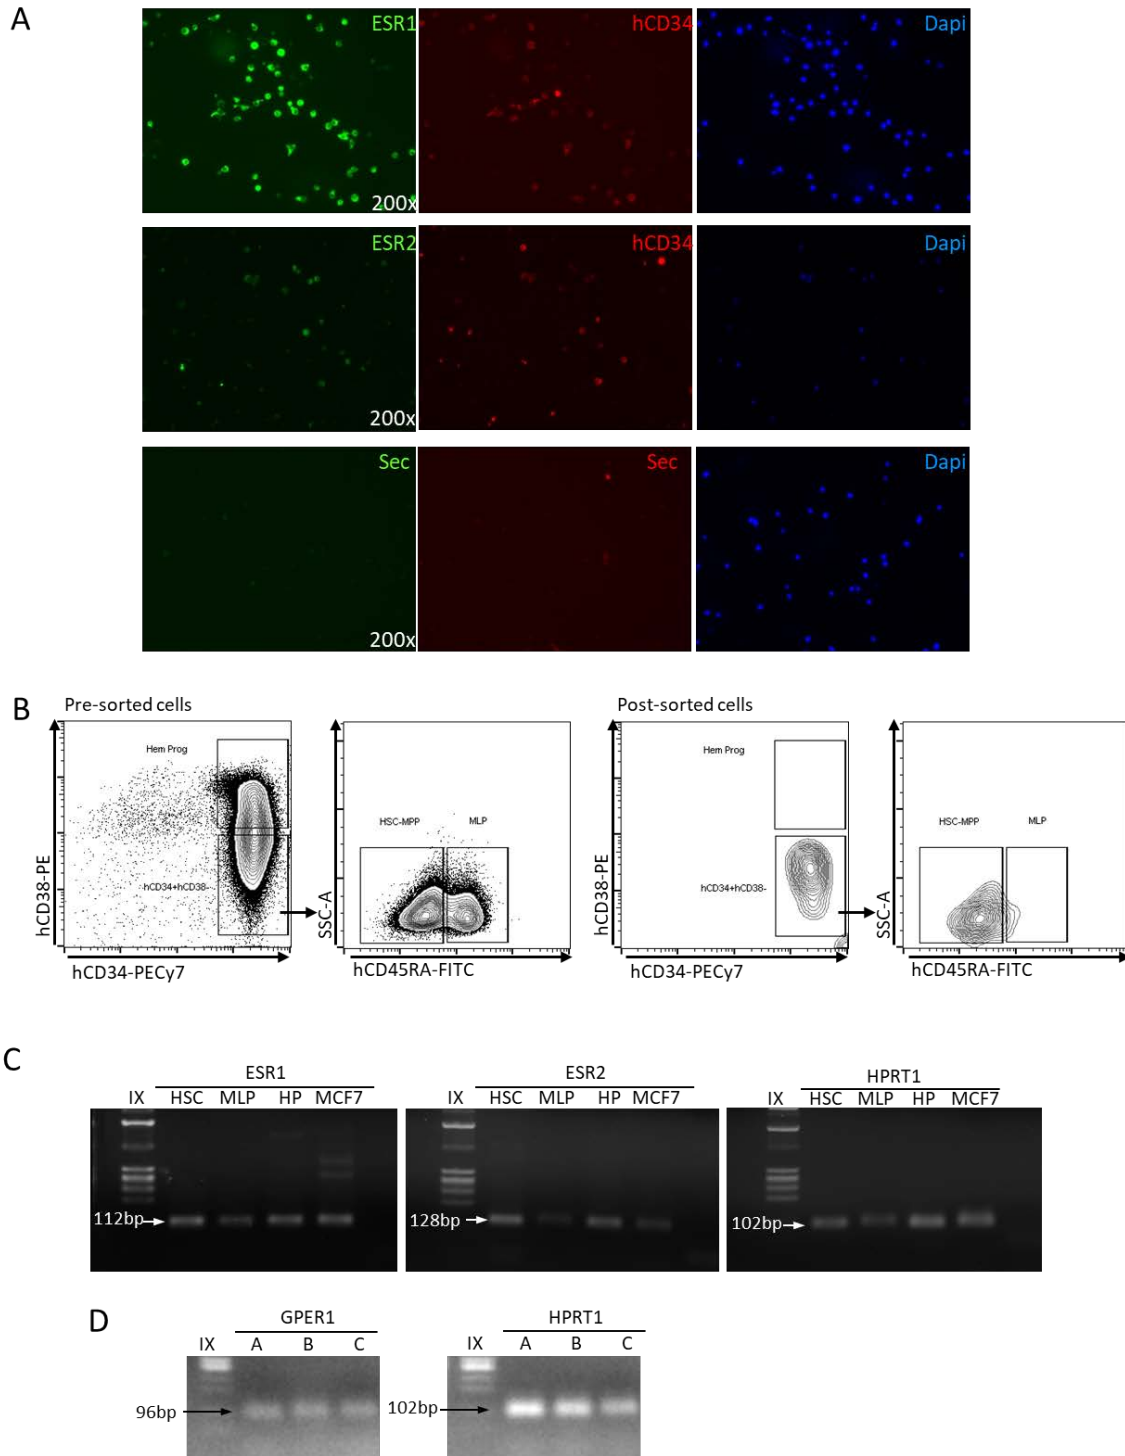 A
ESR1 hCD34 Dapi
200x
ESR2 hCD34 Dapi
200x
Sec Sec Dapi
200x
B
Pre-sorted cells Post-sorted cells
Hem Prog Hem Prog
HSC-MPP MLP HSC-MPP MLP
hCD34+hCD38- hCD34+hCD38-
hCD38-PE SSC-A hCD38-PE SSC-A
hCD34-PECy7 hCD45RA-FITC hCD34-PECy7 hCD45RA-FITC
C
ESR1 ESR2 HPRT1
IX HSC MLP HP MCF7 IX HSC MLP HP MCF7 IX HSC MLP HP MCF7
112bp 128bp 102bp
D
GPER1 HPRT1
IX A B C IX A B C
96bp 102bp